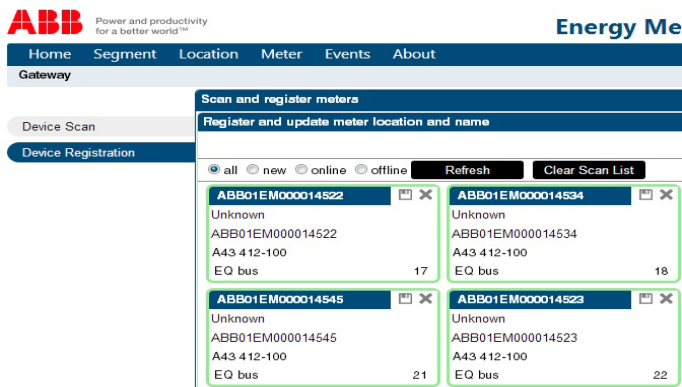 ABB
Power and productivity
for a better world™
Energy Me
Home Segment Location Meter Events About
Gateway
Scan and register meters
Device Scan
Register and update meter location and name
Device Registration
all new online offline Refresh Clear Scan List
ABB01EM000014522
Unknown
ABB01EM000014522
A43 412-100
EQ bus 17
ABB01EM000014534
Unknown
ABB01EM000014534
A43 412-100
EQ bus 18
ABB01EM000014545
Unknown
ABB01EM000014545
A43 412-100
EQ bus 21
ABB01EM000014523
Unknown
ABB01EM000014523
A43 412-100
EQ bus 22